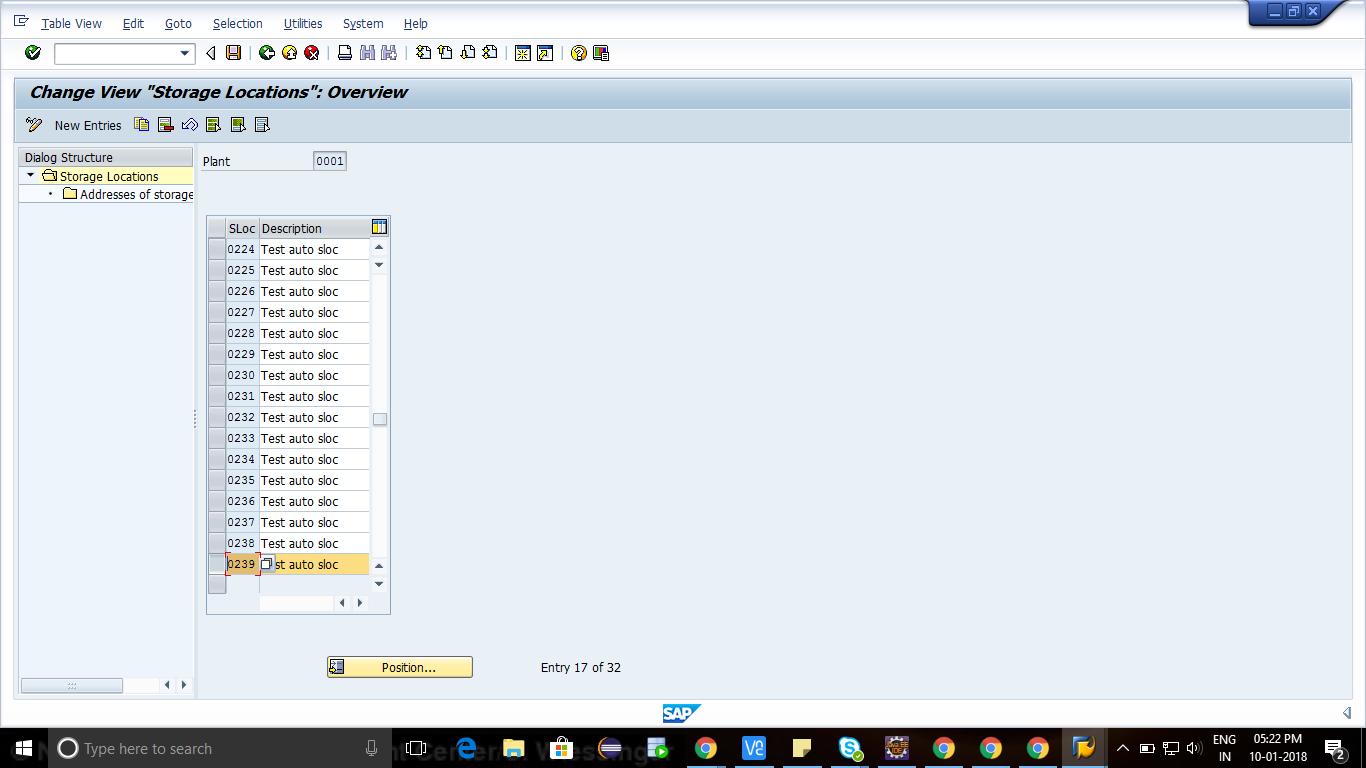 Table View Edit Goto Selection Utilities System Help
Change View "Storage Locations": Overview
New Entries
Dialog Structure
Storage Locations
Addresses of storage
Plant 0001
SLoc Description
0224 Test auto sloc
0225 Test auto sloc
0226 Test auto sloc
0227 Test auto sloc
0228 Test auto sloc
0229 Test auto sloc
0230 Test auto sloc
0231 Test auto sloc
0232 Test auto sloc
0233 Test auto sloc
0234 Test auto sloc
0235 Test auto sloc
0236 Test auto sloc
0237 Test auto sloc
0238 Test auto sloc
0239 st auto sloc
Position... Entry 17 of 32
SAP
Type here to search
ENG
IN
05:22 PM
10-01-2018
2